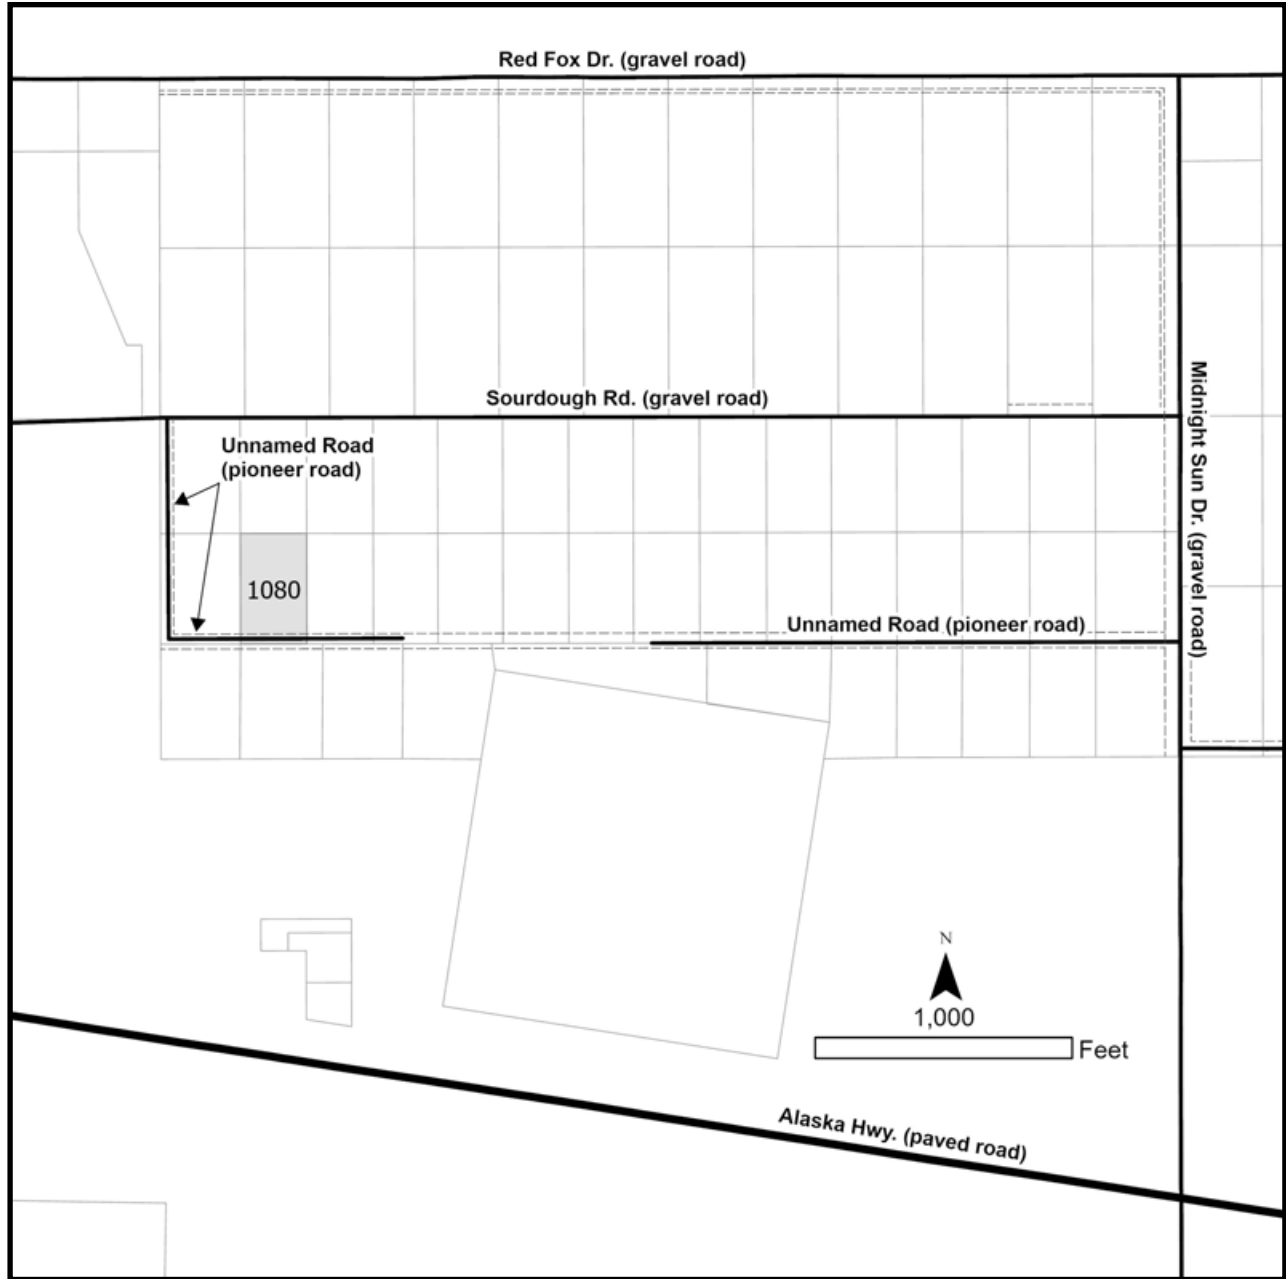 Red Fox Dr. (gravel road)
Sourdough Rd. (gravel road)
Unnamed Road
(pioneer road)
Midnight Sun Dr. (gravel road)
1080
Unnamed Road (pioneer road)
N
1,000
Feet
Alaska Hwy. (paved road)